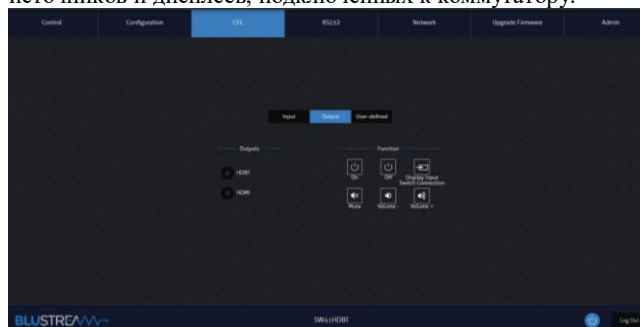 источников и дисплеев, подключенных к коммутатору.
Control Configuration CEC RS232 Network Upgrade Firmware Admin
Input Output User-defined
Outputs Function
HDBT
HDMI
On Off Display Input Switch Connection
Mute Volume - Volume +
BLUSTREAM SW41HDBT Log Out